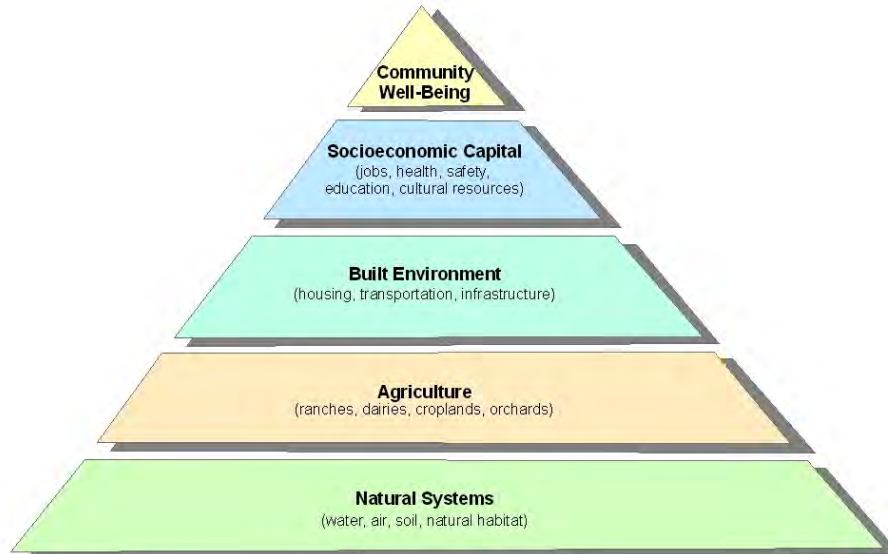 Community
Well-Being
Socioeconomic Capital
(jobs, health, safety,
education, cultural resources)
Built Environment
(housing, transportation, infrastructure)
Agriculture
(ranches, dairies, croplands, orchards)
Natural Systems
(water, air, soil, natural habitat)